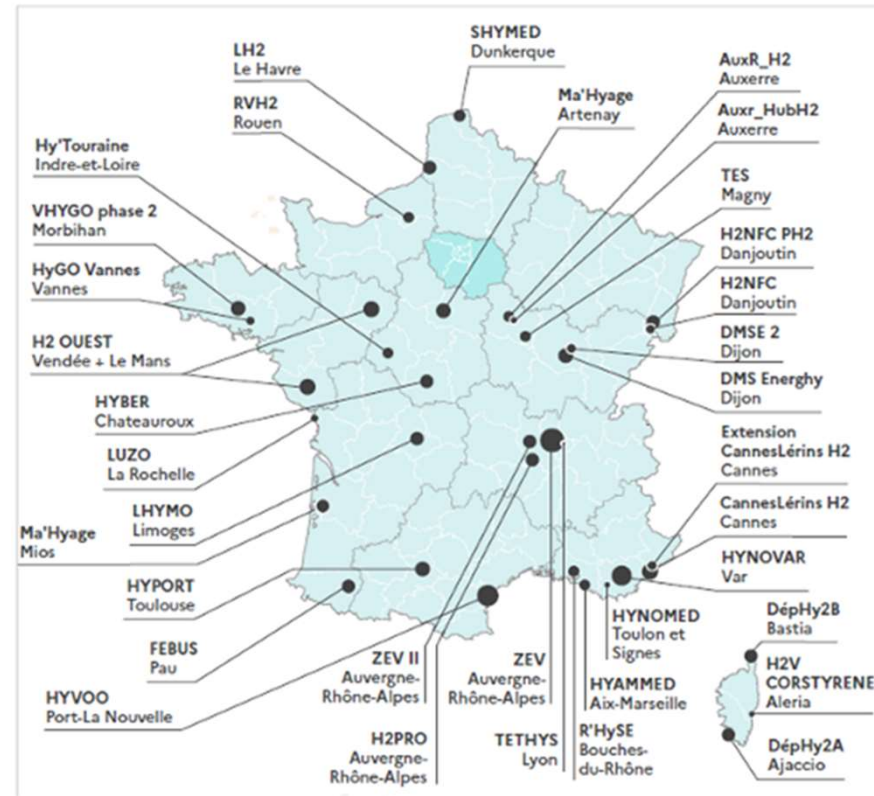 SHYMED
Dunkerque
LH2
Le Havre
AuxR_H2
Auxerre
RVH2
Rouen
Ma'Hyage
Artenay
Auxr_HubH2
Auxerre
Hy'Touraine
Indre-et-Loire
TES
Magny
VHYGO phase 2
Morbihan
H2NFC PH2
Danjoutin
HyGO Vannes
Vannes
H2NFC
Danjoutin
H2 OUEST
Vendée + Le Mans
DMSE 2
Dijon
DMS Energhy
Dijon
HYBER
Chateauroux
Extension
CannesLérins H2
Cannes
LUZO
La Rochelle
CannesLérins H2
Cannes
LHYMO
Limoges
Ma'Hyage
Mios
HYNOVAR
Var
HYPORT
Toulouse
HYNOMED
Toulon et
Signes
DépHy2B
Bastia
FEBUS
Pau
ZEV II
Auvergne-
Rhône-Alpes
ZEV
Auvergne-
Rhône-Alpes
HYAMMED
Aix-Marseille
H2V
CORSTYRENE
Aleria
HYVOO
Port-La Nouvelle
H2PRO
Auvergne-
Rhône-Alpes
TETHYS
Lyon
R'HySE
Bouches-
du-Rhône
DépHy2A
Ajaccio